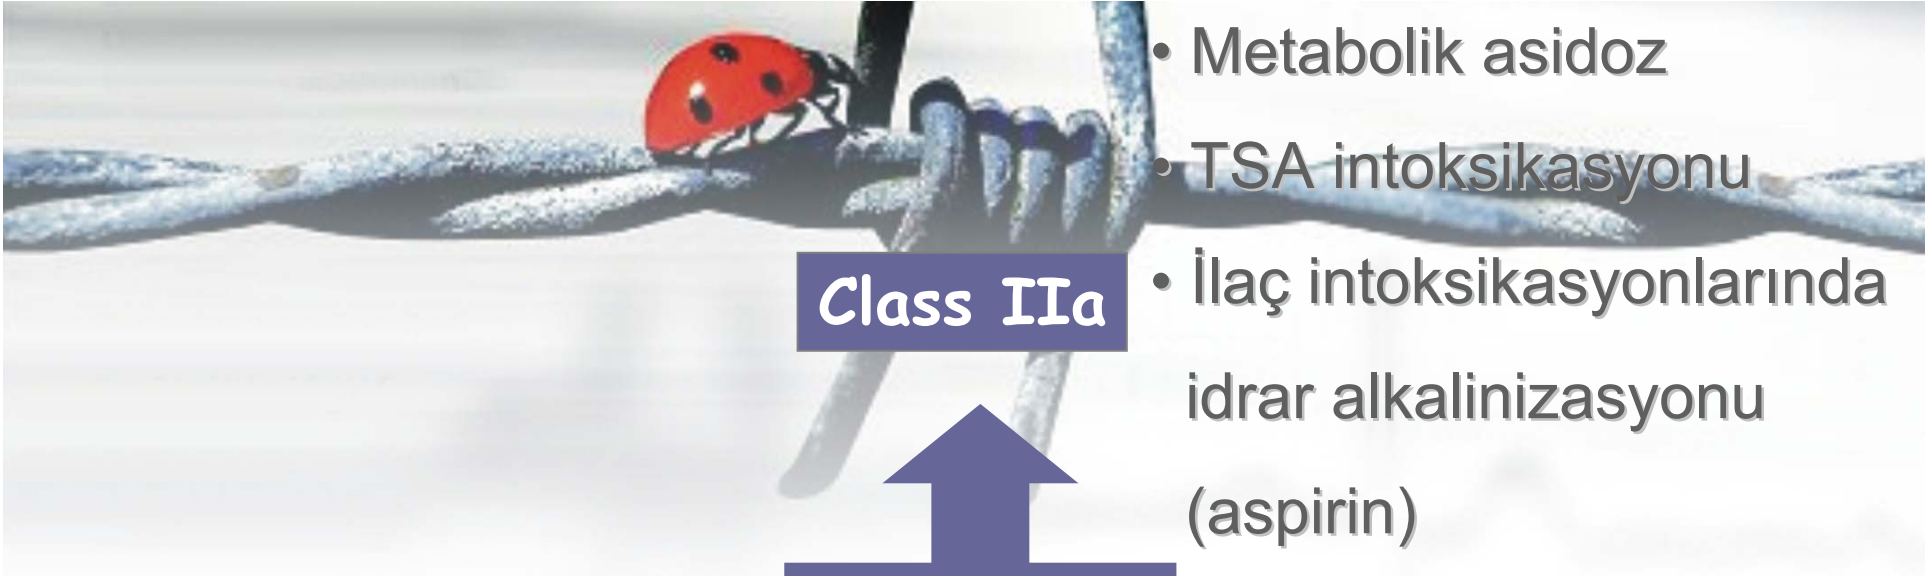 • Metabolik asidoz
• TSA intoksikasyonu
Class IIa
• İlaç intoksikasyonlarında
idrar alkalinizasyonu
(aspirin)